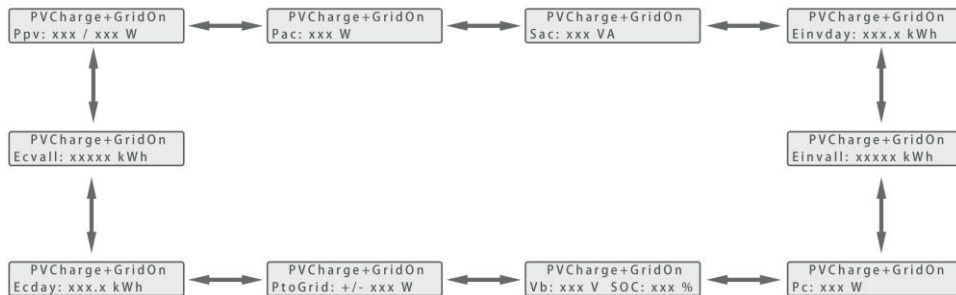 PVCharge+GridOn
Ppv: xxx / xxx W
PVCharge+GridOn
Pac: xxx W
PVCharge+GridOn
Sac: xxx VA
PVCharge+GridOn
Einvday: xxx.x kWh
PVCharge+GridOn
Ecvall: xxxxx kWh
PVCharge+GridOn
Einvall: xxxxx kWh
PVCharge+GridOn
Ecday: xxx.x kWh
PVCharge+GridOn
PtoGrid: +/- xxx W
PVCharge+GridOn
Vb: xxx V SOC: xxx %
PVCharge+GridOn
Pc: xxx W